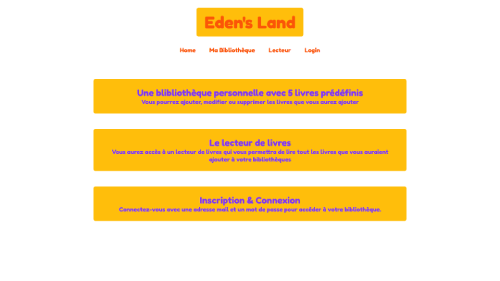 Eden's Land
Home Ma Bibliothèque Lecteur Login
Une blibliothèque personnelle avec 5 livres prédéfinis
Vous pourrez ajouter, modifier ou supprimer les livres que vous aurez ajouter
Le lecteur de livres
Vous aurez accès à un lecteur de livres qui vous permettra de lire tout les livres que vous auraient
ajouter à votre bibliothèques
Inscription & Connexion
Connectez-vous avec une adresse mail et un mot de passe pour accéder à votre bibliothèque.